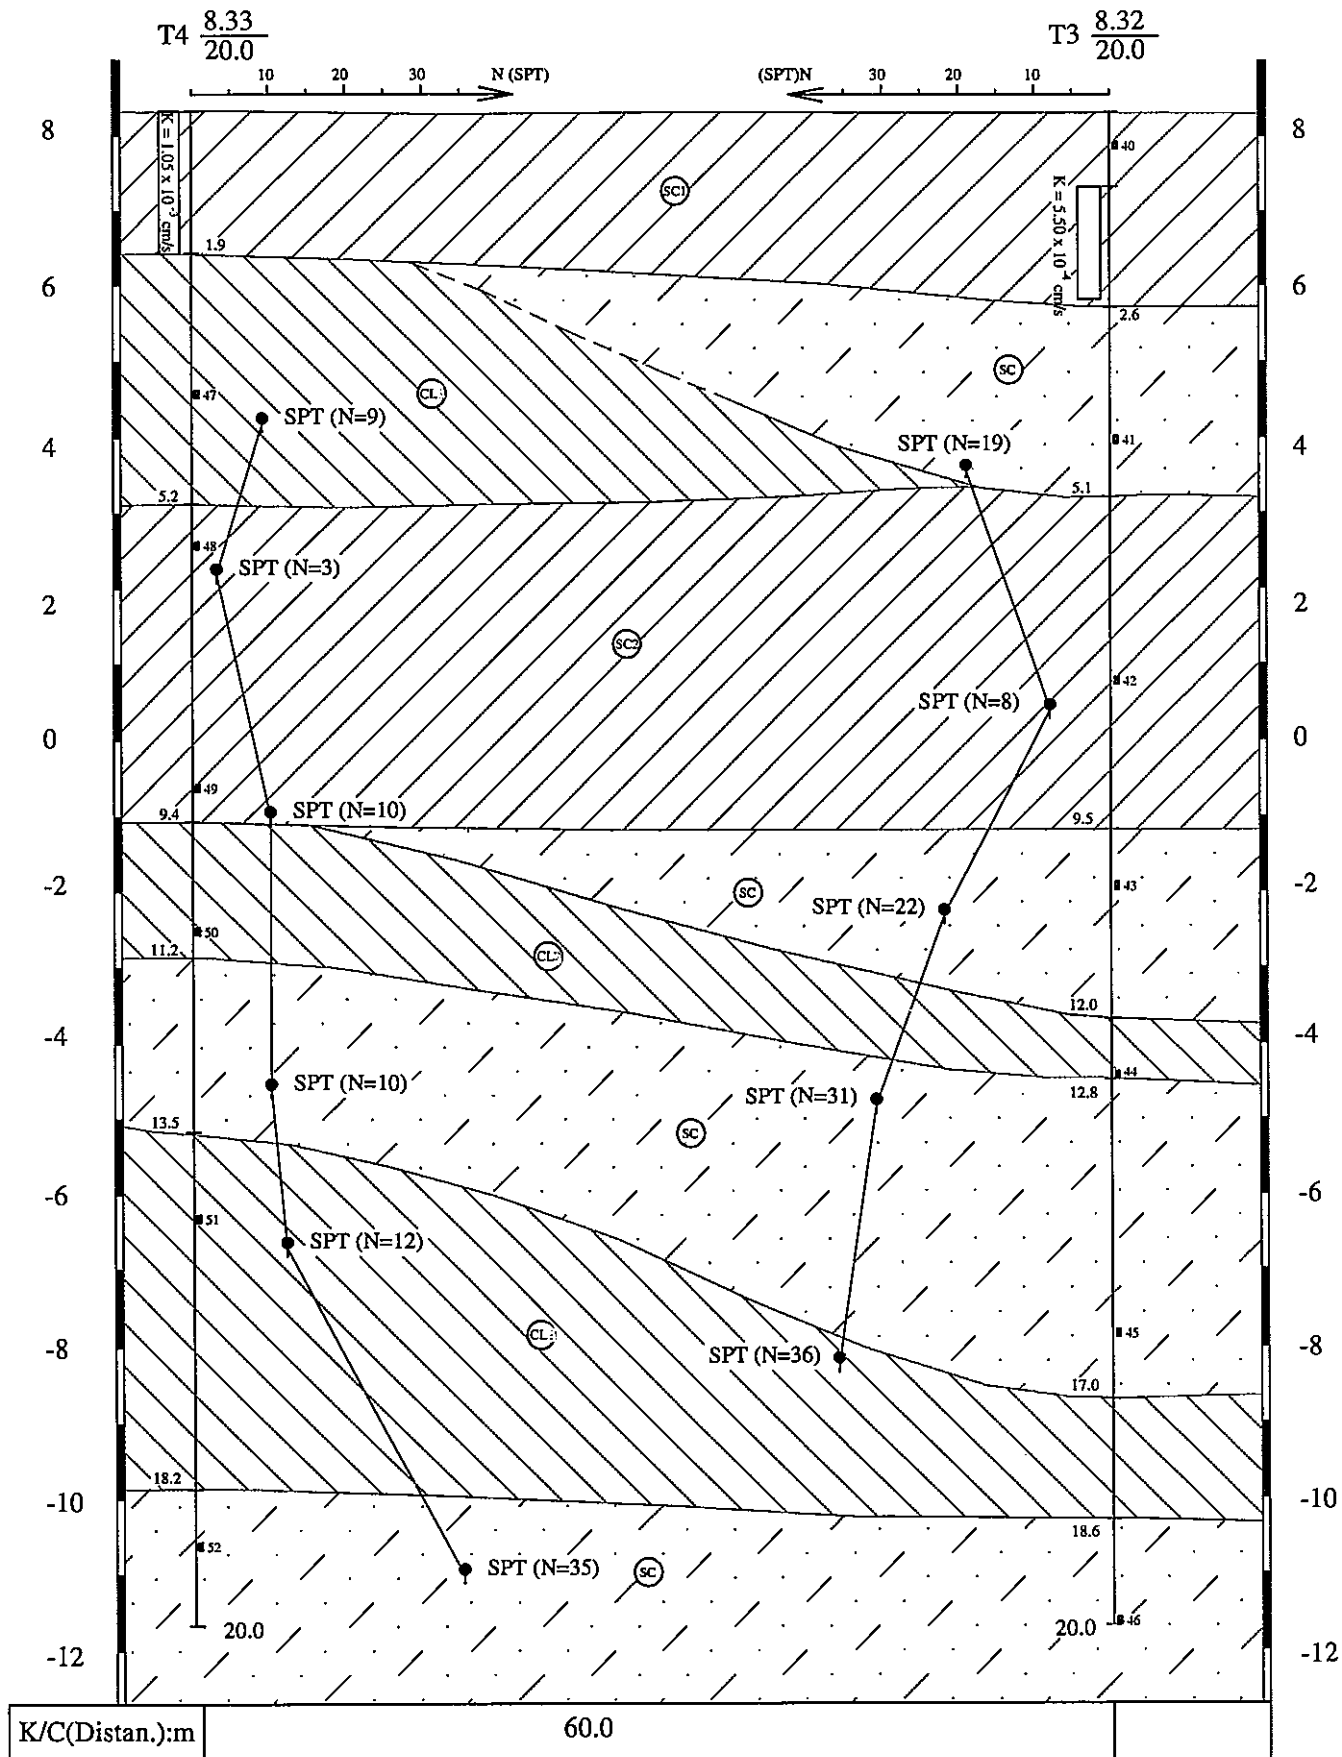 T4 8.33 T3 8.32
20.0 20.0
10 20 30 N (SPT) (SPT)N 30 20 10
8 8
K = 1.05 x 10 cm/s
40
SC1
K = 5.50 x 10-4 cm/s
1.9
6 6
2.6
SC
47 CL
SPT (N=9)
4 SPT (N=19) 41 4
5.2 5.1
48
SPT (N=3)
2 2
SC2
42
SPT (N=8)
0 0
49
SPT (N=10)
9.4 9.5
-2 SC 43 -2
SPT (N=22)
50
11.2 CL
12.0
-4 -4
44
SPT (N=10) SPT (N=31) 12.8
13.5 SC
-6 -6
51
SPT (N=12)
CL 45
-8 SPT (N=36) -8
17.0
18.2
-10 -10
18.6
52
SPT (N=35) SC
20.0 20.0 46
-12 -12
K/C(Distan.):m 60.0